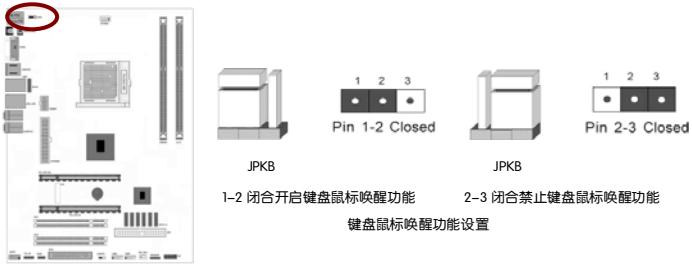 1 2 3
Pin 1-2 Closed
JPKB
1-2 闭合开启键盘鼠标唤醒功能
1 2 3
Pin 2-3 Closed
JPKB
2-3 闭合禁止键盘鼠标唤醒功能
键盘鼠标唤醒功能设置